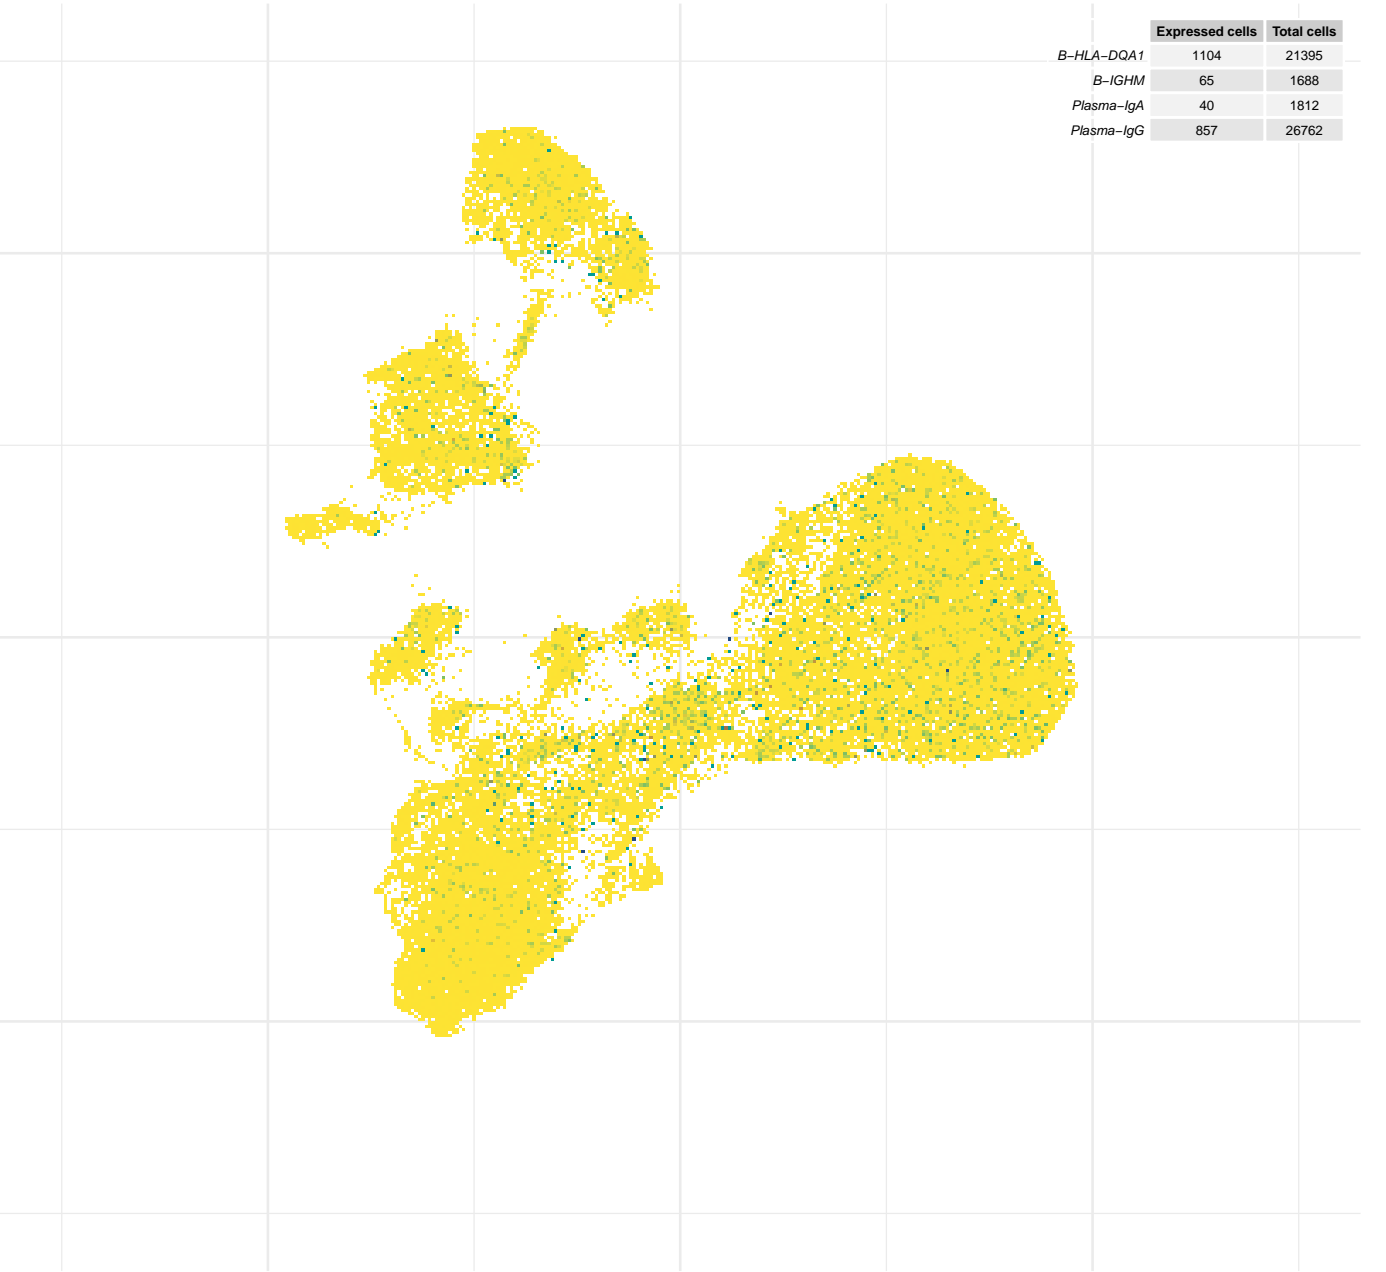 Expressed cells Total cells
B−HLA−DQA1 1104 21395
B−IGHM 65 1688
Plasma−IgA 40 1812
Plasma−IgG 857 26762